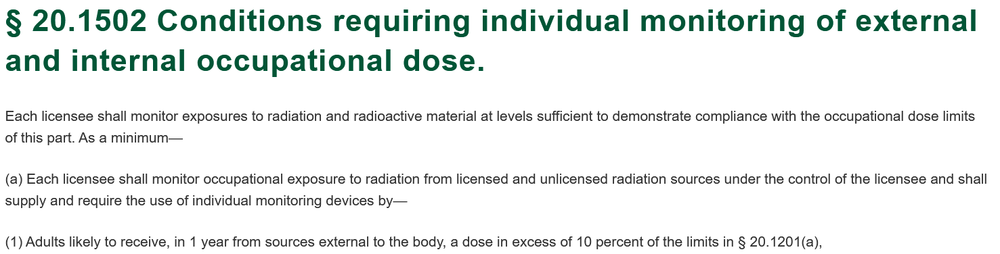 § 20.1502 Conditions requiring individual monitoring of external
and internal occupational dose.
Each licensee shall monitor exposures to radiation and radioactive material at levels sufficient to demonstrate compliance with the occupational dose limits
of this part. As a minimum—
(a) Each licensee shall monitor occupational exposure to radiation from licensed and unlicensed radiation sources under the control of the licensee and shall
supply and require the use of individual monitoring devices by—
(1) Adults likely to receive, in 1 year from sources external to the body, a dose in excess of 10 percent of the limits in § 20.1201(a),